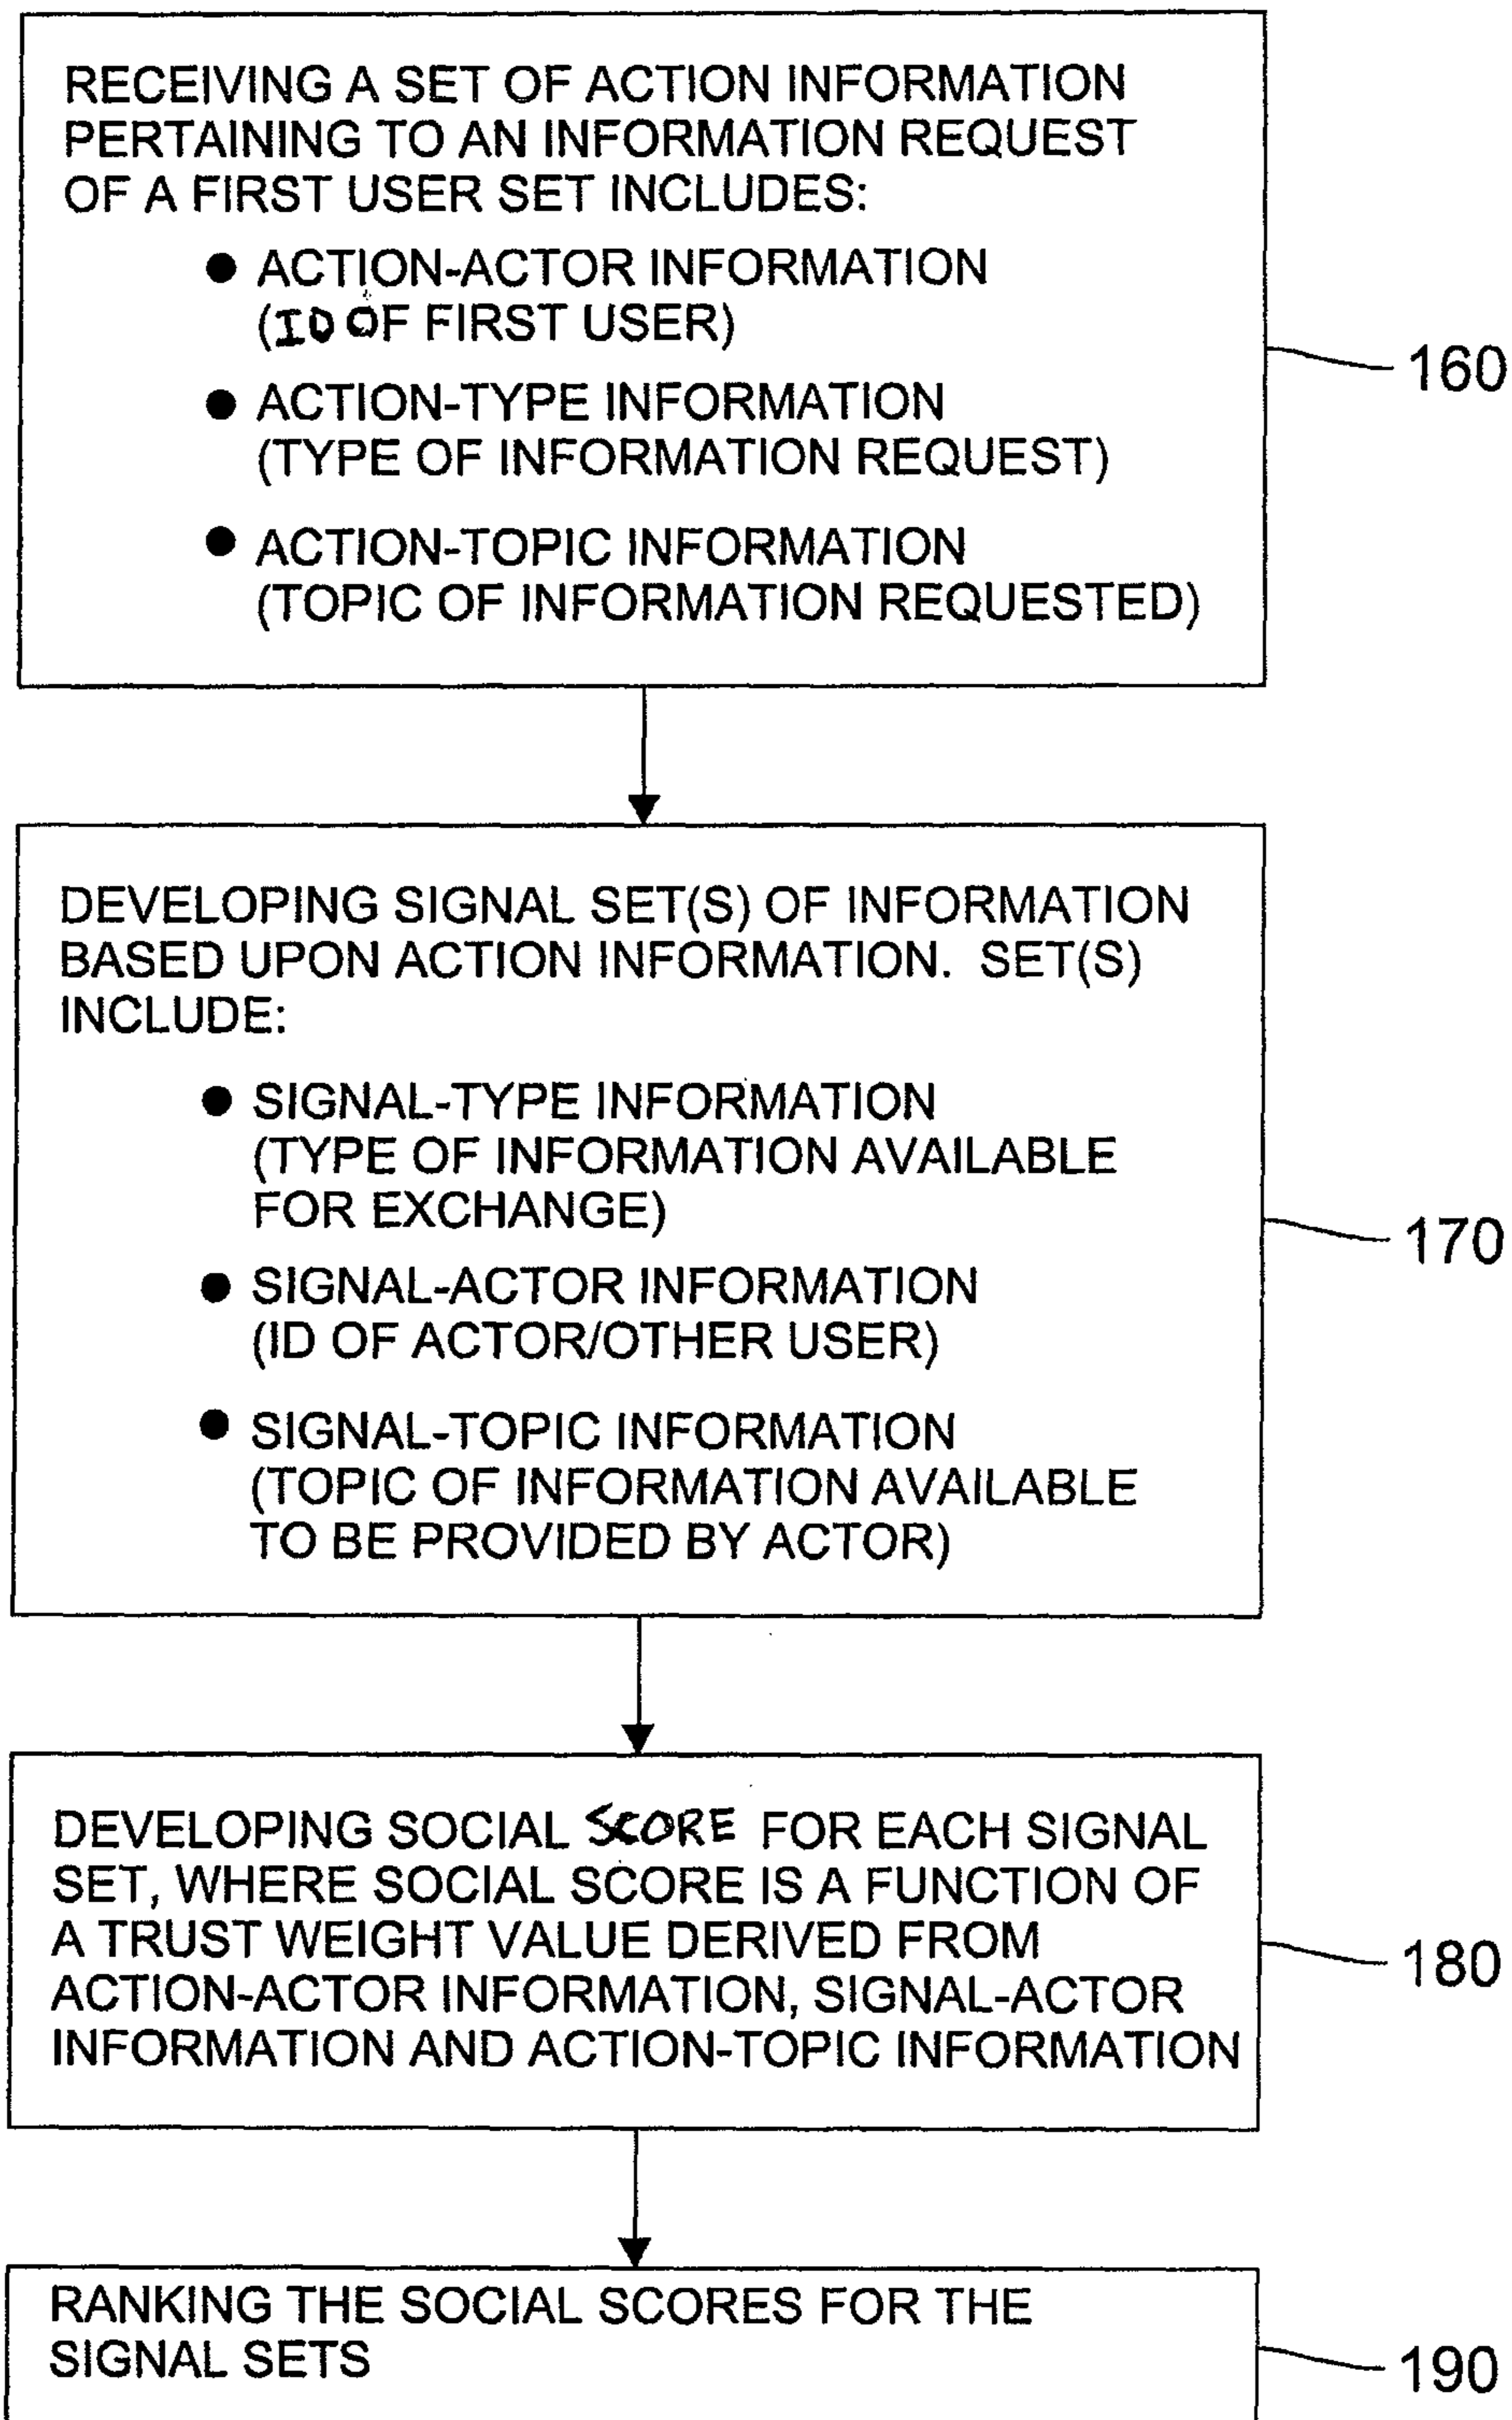 RECEIVING A SET OF ACTION INFORMATION
PERTAINING TO AN INFORMATION REQUEST
OF A FIRST USER SET INCLUDES:
● ACTION-ACTOR INFORMATION
(ID OF FIRST USER)
● ACTION-TYPE INFORMATION
(TYPE OF INFORMATION REQUEST)
● ACTION-TOPIC INFORMATION
(TOPIC OF INFORMATION REQUESTED)
160
DEVELOPING SIGNAL SET(S) OF INFORMATION
BASED UPON ACTION INFORMATION. SET(S)
INCLUDE:
● SIGNAL-TYPE INFORMATION
(TYPE OF INFORMATION AVAILABLE
FOR EXCHANGE)
● SIGNAL-ACTOR INFORMATION
(ID OF ACTOR/OTHER USER)
● SIGNAL-TOPIC INFORMATION
(TOPIC OF INFORMATION AVAILABLE
TO BE PROVIDED BY ACTOR)
170
DEVELOPING SOCIAL SCORE FOR EACH SIGNAL
SET, WHERE SOCIAL SCORE IS A FUNCTION OF
A TRUST WEIGHT VALUE DERIVED FROM
ACTION-ACTOR INFORMATION, SIGNAL-ACTOR
INFORMATION AND ACTION-TOPIC INFORMATION
180
RANKING THE SOCIAL SCORES FOR THE
SIGNAL SETS
190